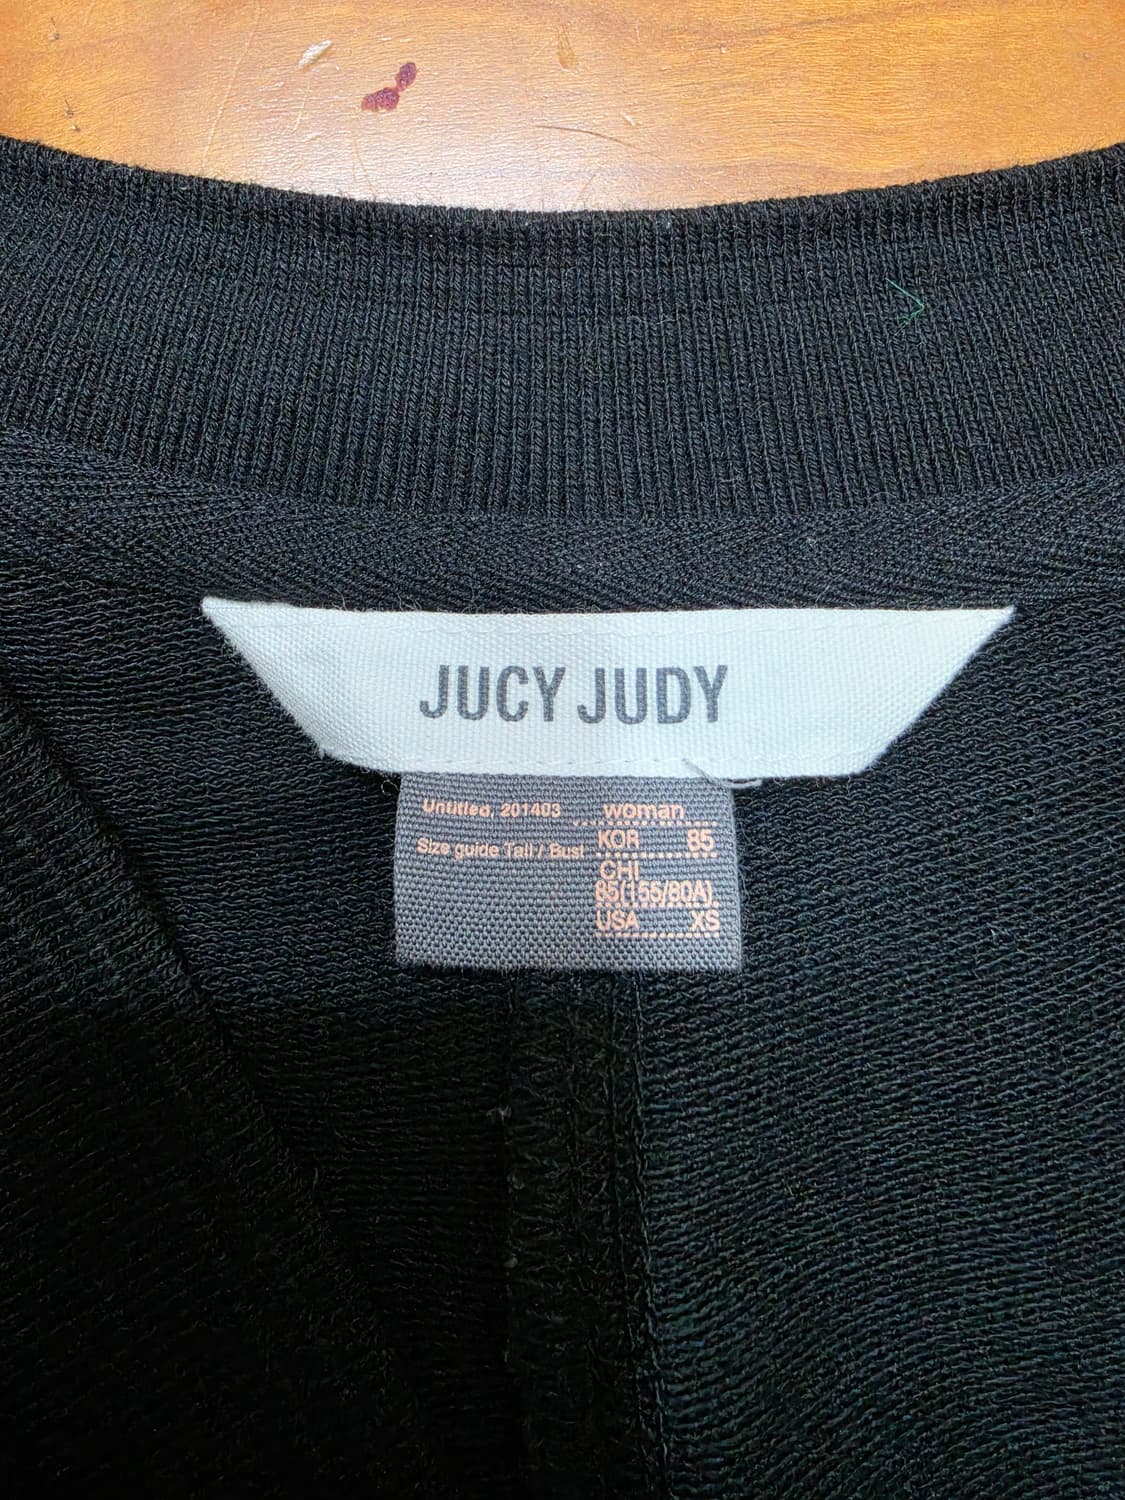 JUCY JUDY
Untitled, 201403 woman
Size guide Tall / Bust KOR 85
CHI
85(155/80A)
USA XS